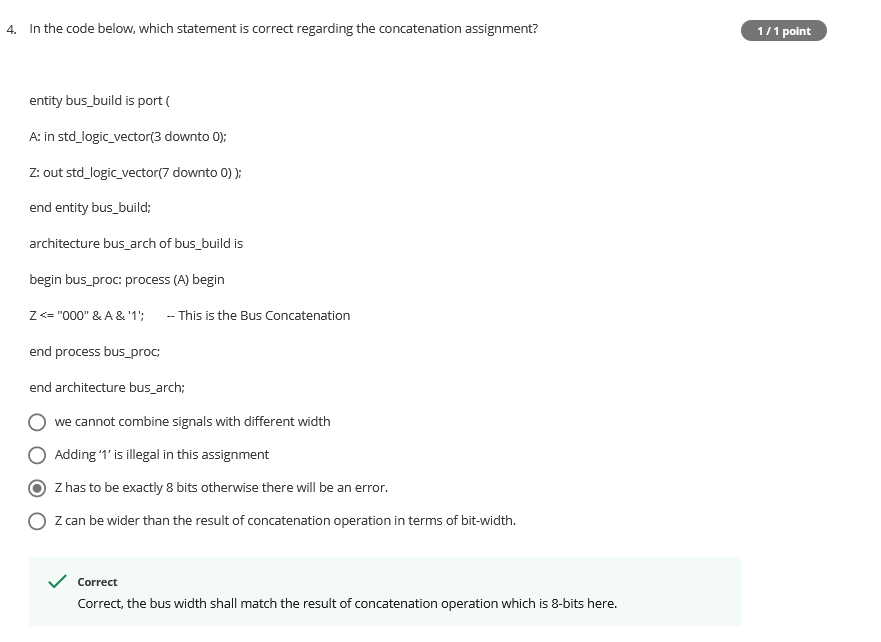 4. In the code below, which statement is correct regarding the concatenation assignment?
1 / 1 point
entity bus_build is port (
A: in std_logic_vector(3 downto 0);
Z: out std_logic_vector(7 downto 0) );
end entity bus_build;
architecture bus_arch of bus_build is
begin bus_proc: process (A) begin
Z <= "000" & A & '1'; -- This is the Bus Concatenation
end process bus_proc;
end architecture bus_arch;
we cannot combine signals with different width
Adding ‘1’ is illegal in this assignment
Z has to be exactly 8 bits otherwise there will be an error.
Z can be wider than the result of concatenation operation in terms of bit-width.
Correct
Correct, the bus width shall match the result of concatenation operation which is 8-bits here.